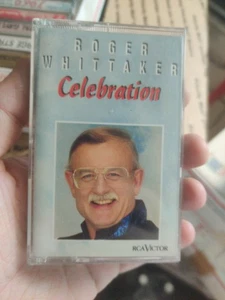 ROGER
WHITTAKER
Celebration
RCA VICTOR